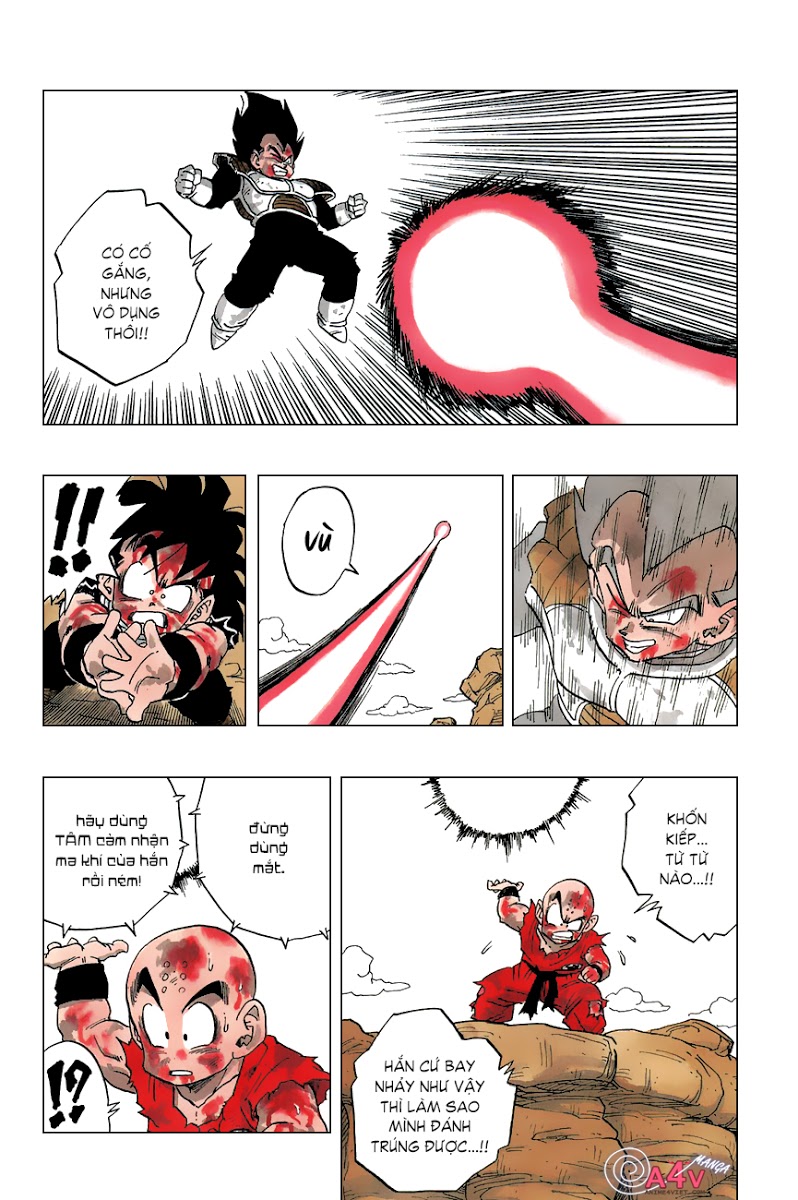 CÓ CỐ
GẮNG,
NHƯNG
VÔ DỤNG
THÔI!!
!!
VÙ
KHỐN
KIẾP...
TỪ TỪ
NÀO...!!
HẮN CỨ BAY
NHẢY NHƯ VẬY
THÌ LÀM SAO
MÌNH ĐÁNH
TRÚNG ĐƯỢC...!!
đừng
dùng
mắt.
hãy dùng
TÂM cảm nhận
ma khí của hắn
rồi ném!
!?
A4V
MANGA
ANIME4VIET.COM